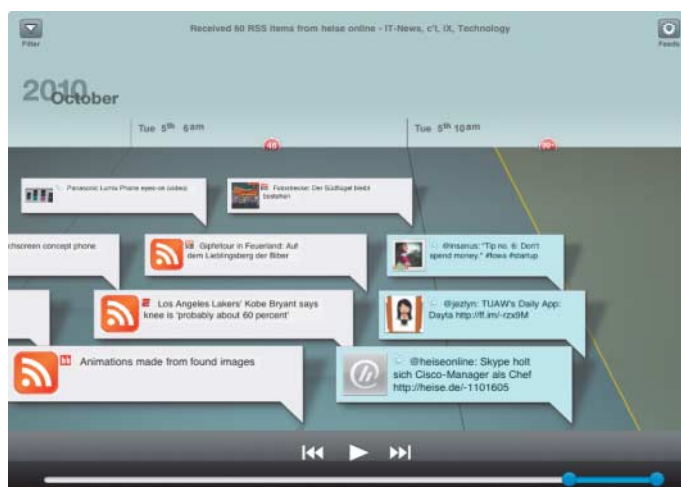 Received 60 RSS items from heise online - IT-News, c't, iX, Technology
Filter
Feeds
2010
October
Tue 5th 6am
Tue 5th 10am
46
99+
Panasonic Lumix Phone eyes-on (video)
Fotostrecke: Der Südflügel bleibt
bestehen
chscreen concept phone
Gipfeltour in Feuerland: Auf
dem Lieblingsberg der Biber
"Tip no. 6: Don't
spend money." #fowa #startup
Los Angeles Lakers' Kobe Bryant says
knee is 'probably about 60 percent'
@jezlyn: TUAW's Daily App:
Dayta http://ff.im/-rzx9M
bb
Animations made from found images
@heiseonline: Skype holt
sich Cisco-Manager als Chef
http://heise.de/-1101605